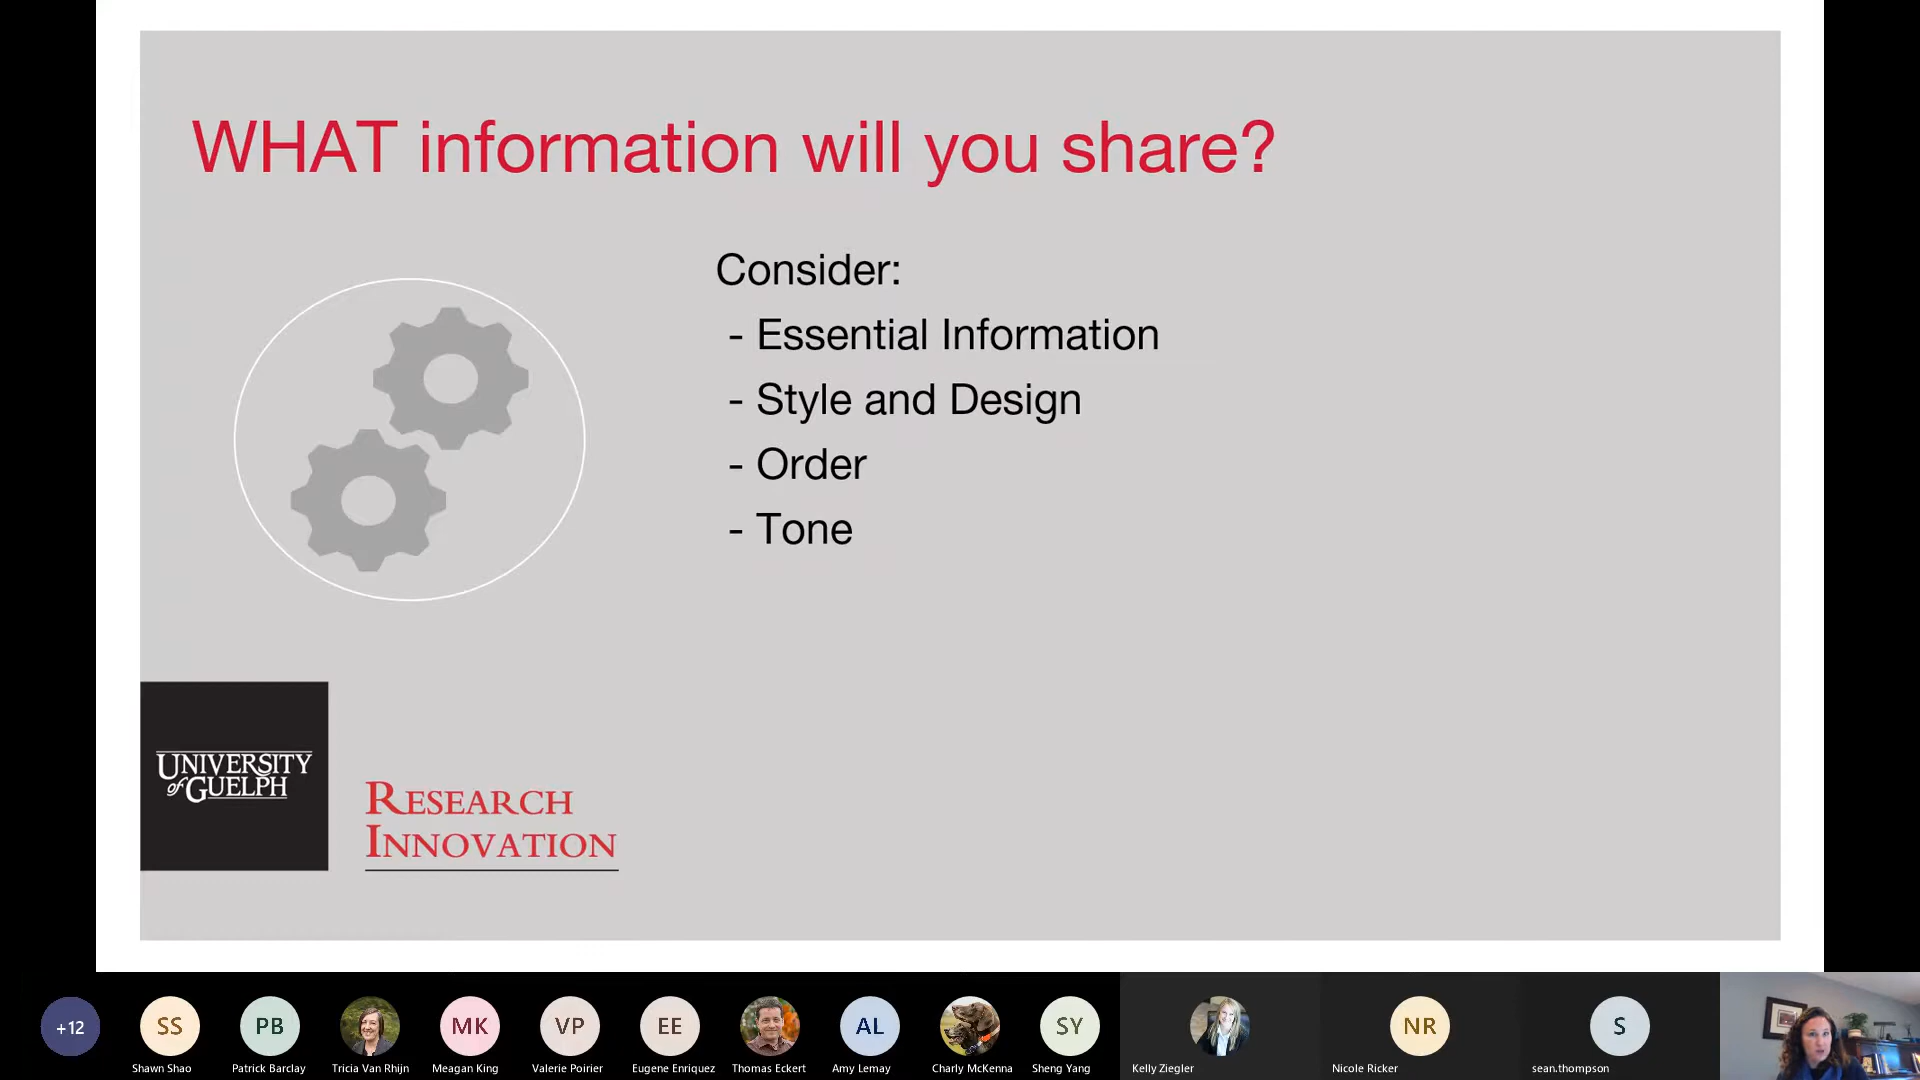 WHAT information will you share?
Consider:
- Essential Information
- Style and Design
- Order
- Tone
UNIVERSITY
of GUELPH
RESEARCH
INNOVATION
+12
SS
PB
MK
VP
EE
AL
SY
NR
S
Shawn Shao
Patrick Barclay
Tricia Van Rhijn
Meagan King
Valerie Poirier
Eugene Enriquez
Thomas Eckert
Amy Lemay
Charly McKenna
Sheng Yang
Kelly Ziegler
Nicole Ricker
sean.thompson